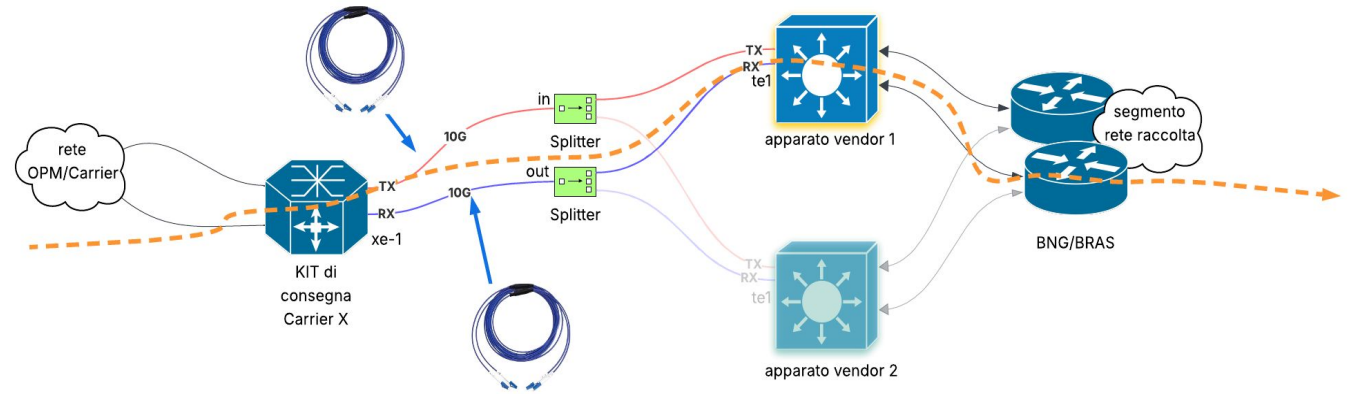 rete
OPM/Carrier
TX
RX
xe-1
KIT di
consegna
Carrier X
10G
10G
in
Splitter
out
Splitter
TX
RX
te1
apparato vendor 1
TX
RX
te1
apparato vendor 2
segmento
rete raccolta
BNG/BRAS